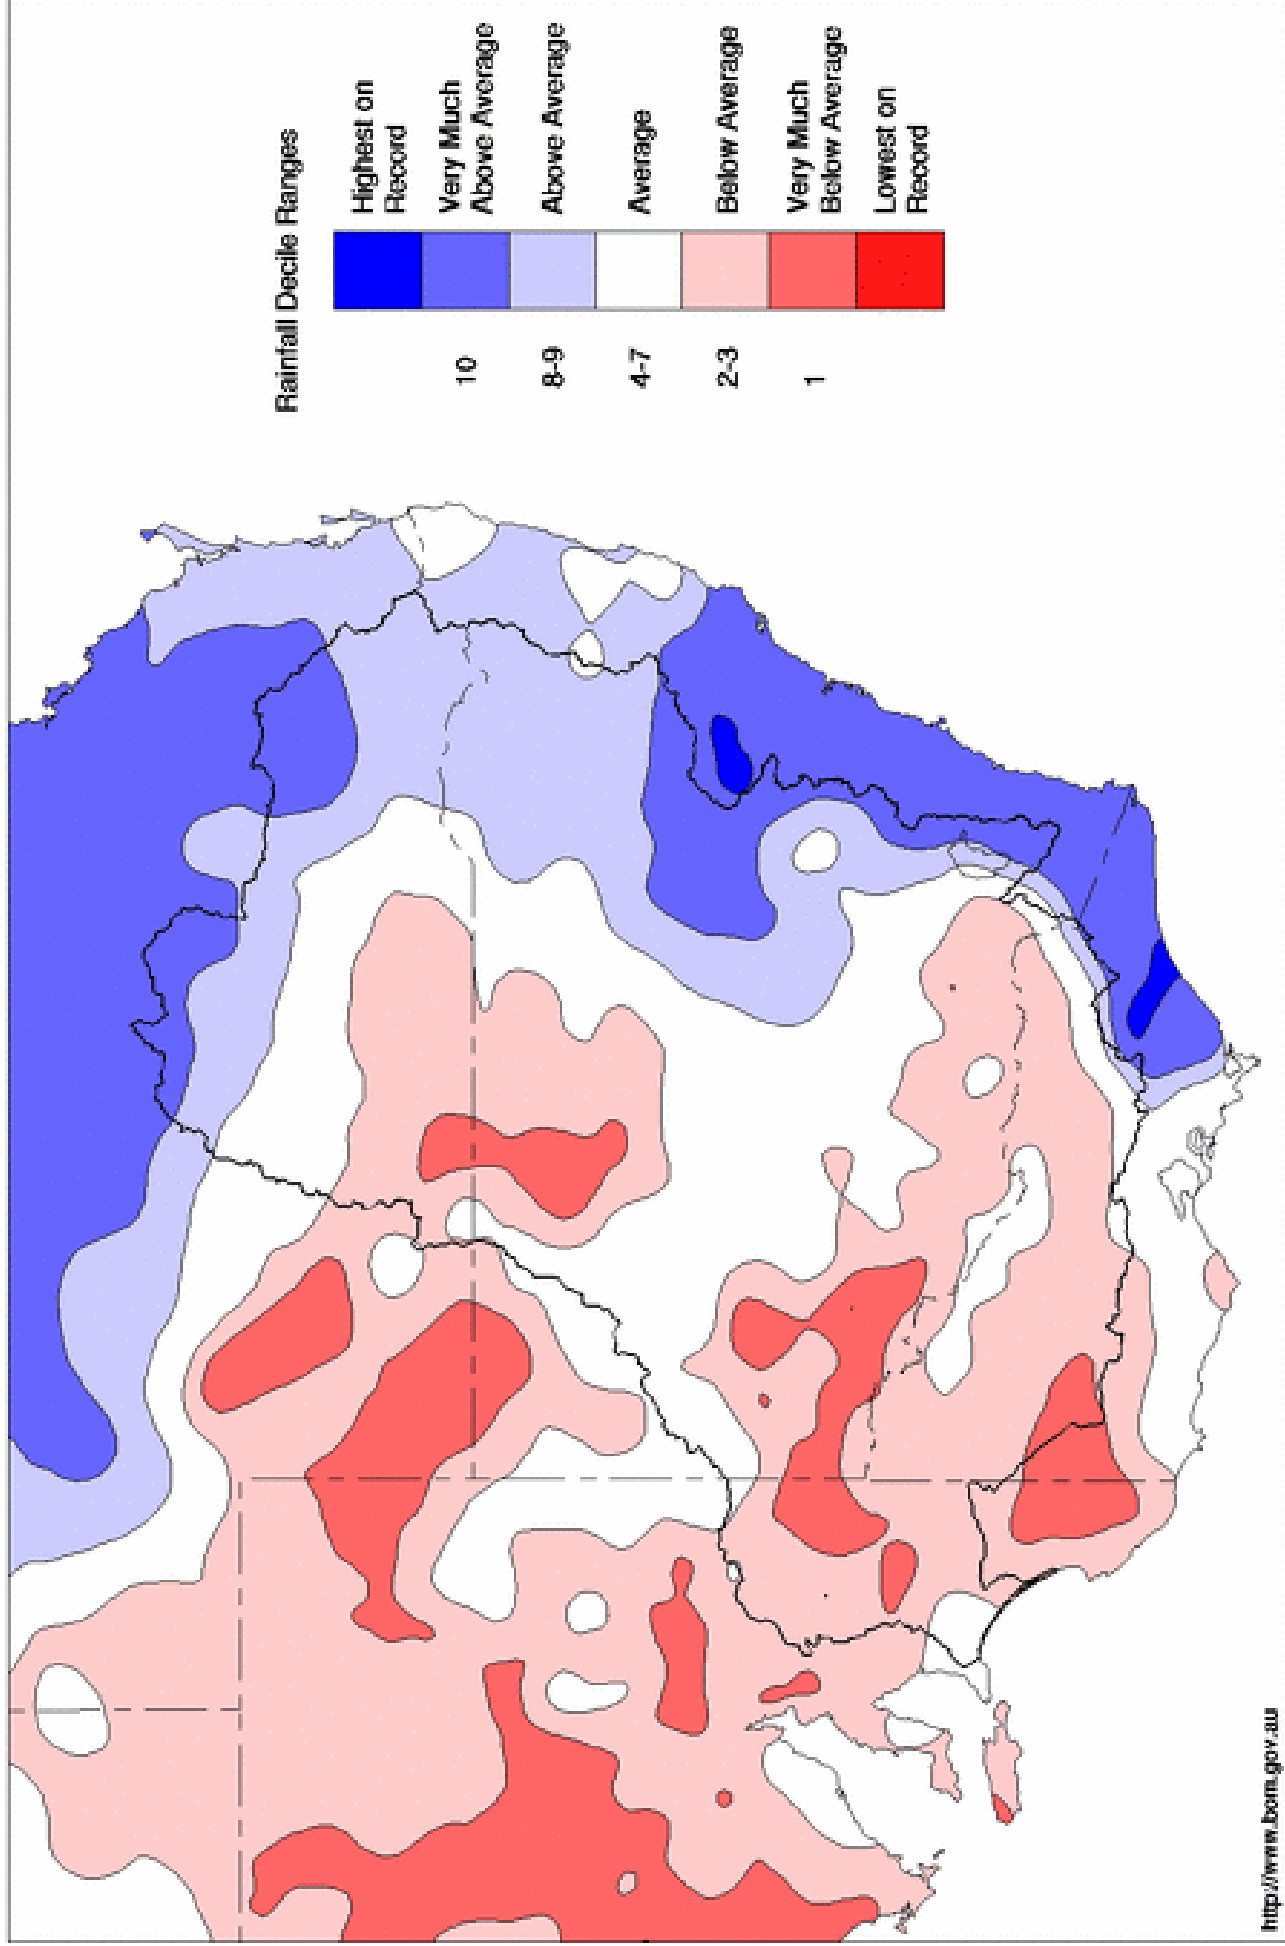 Rainfall Decile Ranges
Highest on
Record
10
Very Much
Above Average
8-9
Above Average
4-7
Average
2-3
Below Average
1
Very Much
Below Average
Lowest on
Record
http://www.bom.gov.au